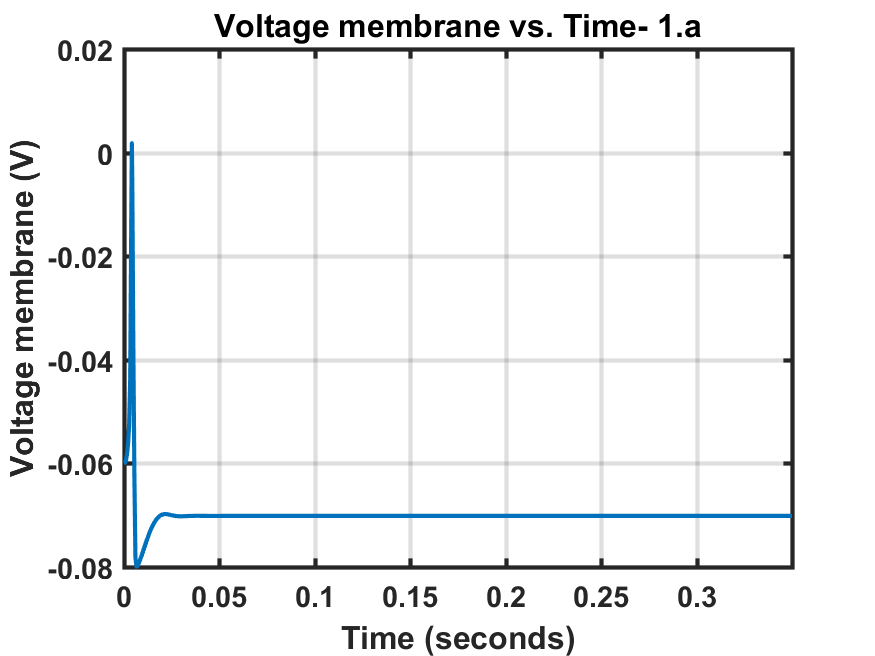 Voltage membrane vs. Time- 1.a
0.02
0
-0.02
-0.04
-0.06
-0.08
Voltage membrane (V)
0 0.05 0.1 0.15 0.2 0.25 0.3
Time (seconds)